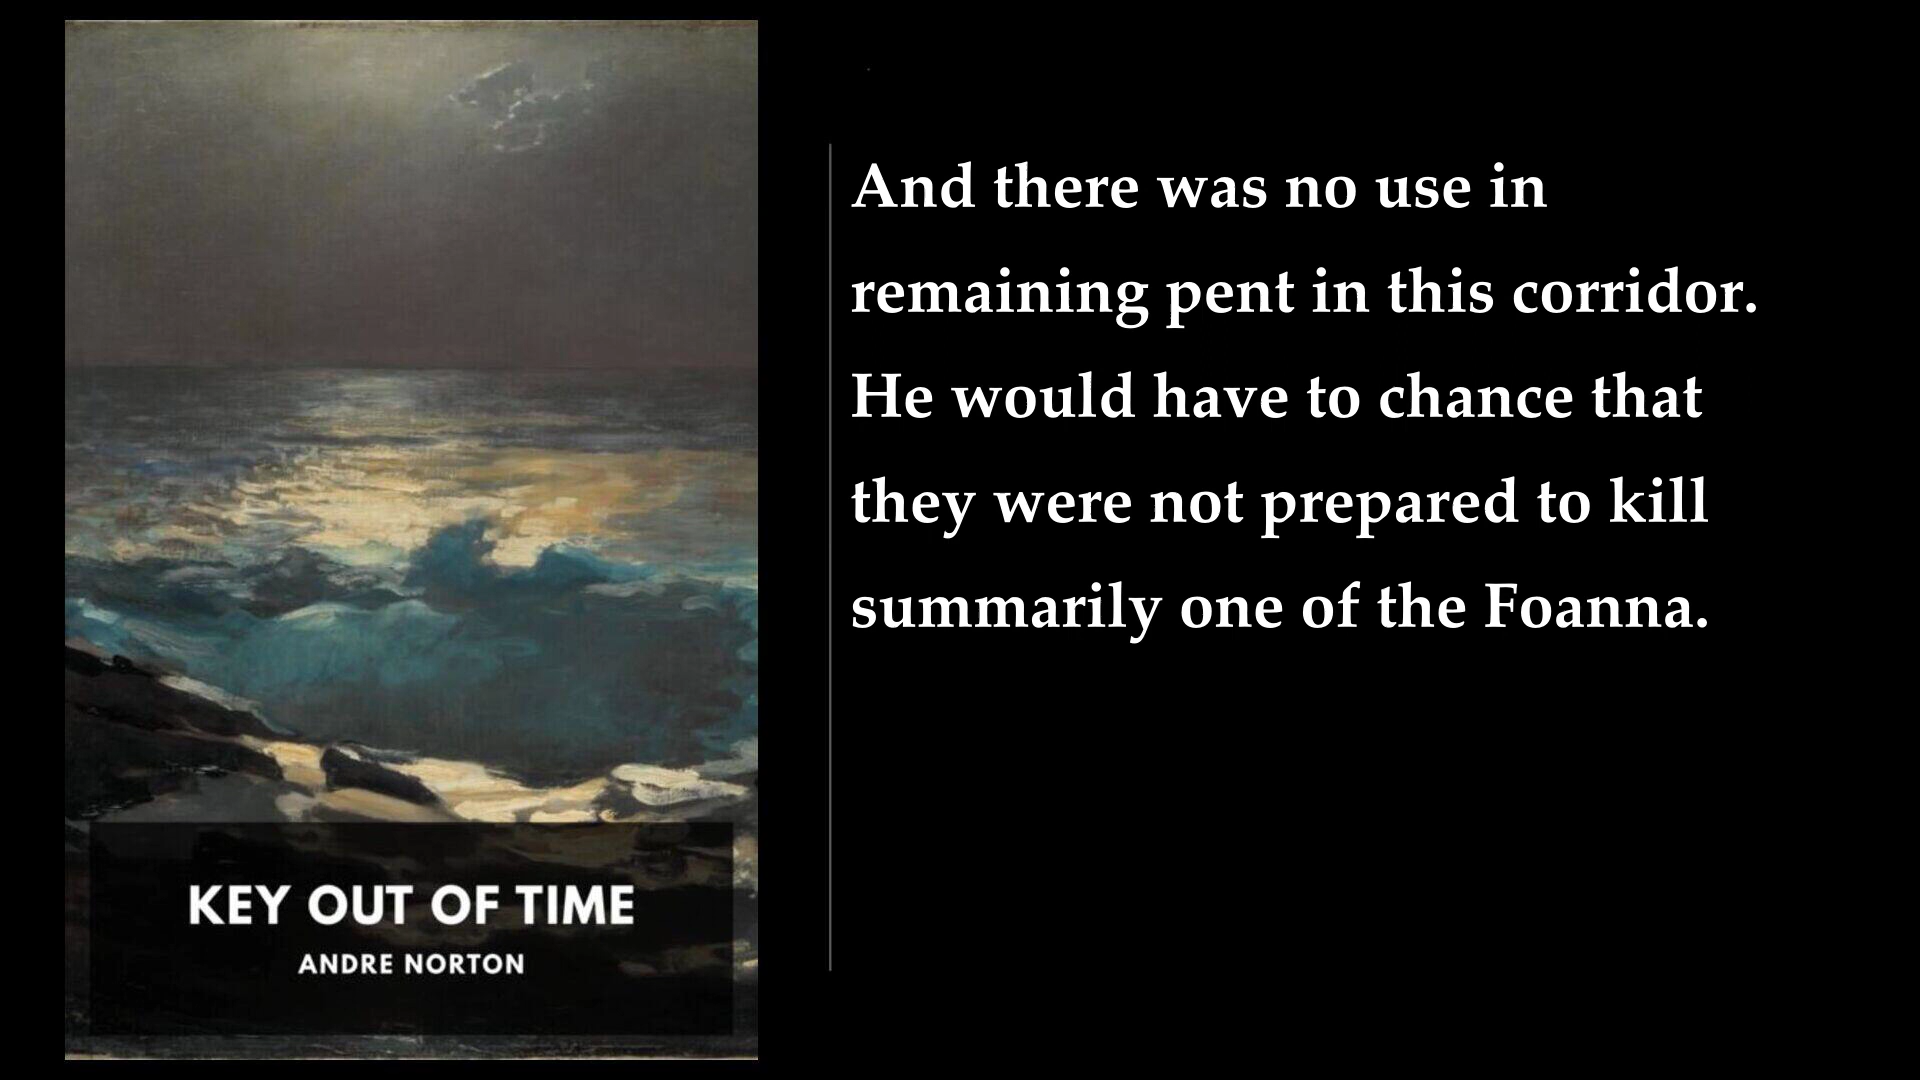 KEY OUT OF TIME
ANDRE NORTON
And there was no use in
remaining pent in this corridor.
He would have to chance that
they were not prepared to kill
summarily one of the Foanna.